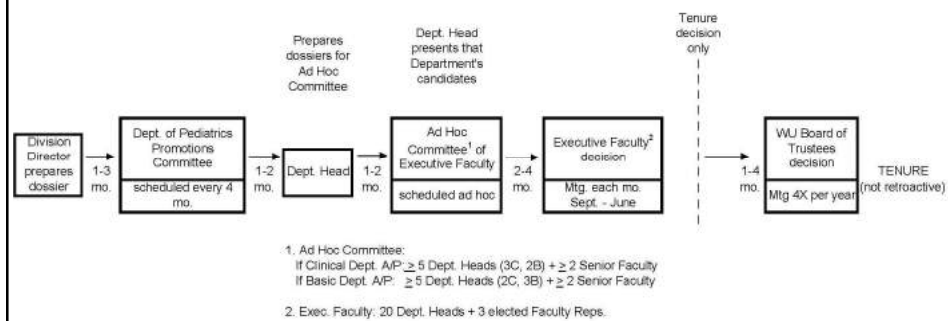 Prepares
dossiers for
Ad Hoc
Committee
Dept. Head
presents that
Department's
candidates
Tenure
decision
only
Division
Director
prepares
dossier
1-3
mo.
Dept. of Pediatrics
Promotions
Committee
scheduled every 4
mo.
1-2
mo.
Dept. Head
1-2
mo.
Ad Hoc
Committee¹ of
Executive Faculty
scheduled ad hoc
2-4
mo.
Executive Faculty²
decision
Mtg. each mo.
Sept. - June
1-4
mo.
WU Board of
Trustees
decision
Mtg 4X per year
TENURE
(not retroactive)
1. Ad Hoc Committee:
If Clinical Dept. A/P: ≥ 5 Dept. Heads (3C, 2B) + ≥ 2 Senior Faculty
If Basic Dept. A/P: ≥ 5 Dept. Heads (2C, 3B) + ≥ 2 Senior Faculty
2. Exec. Faculty: 20 Dept. Heads + 3 elected Faculty Reps.